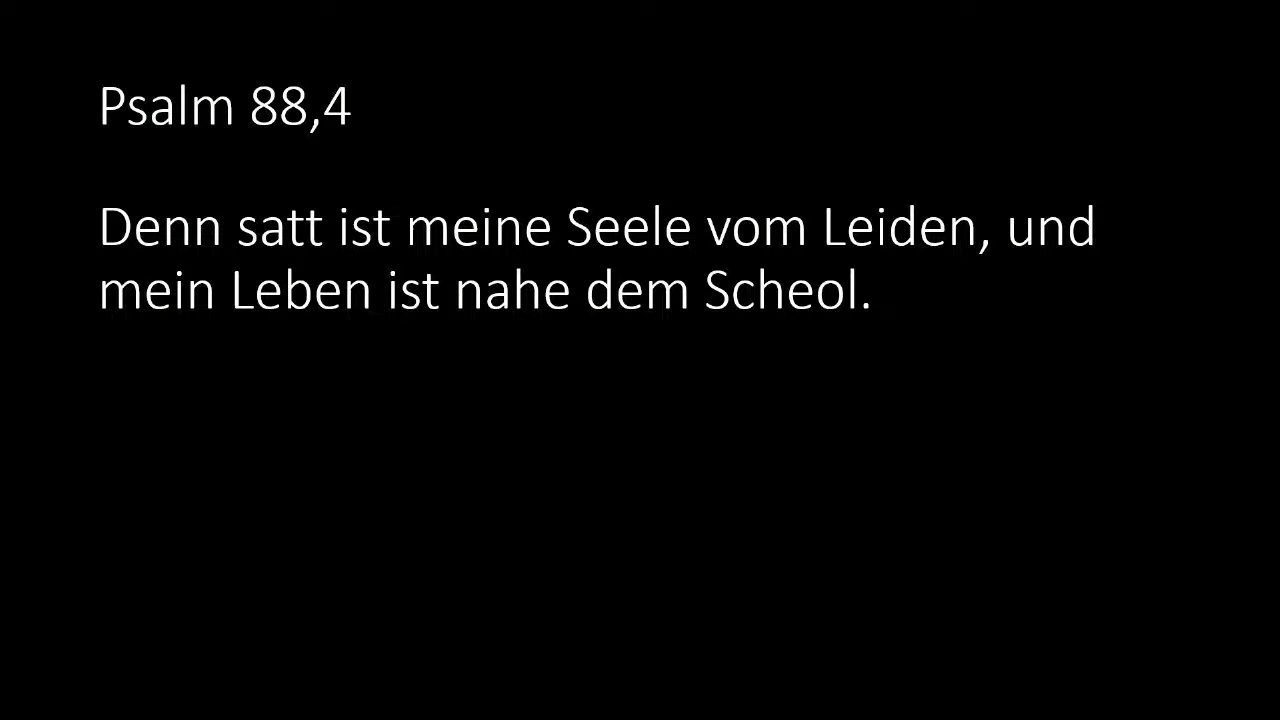 Psalm 88,4
Denn satt ist meine Seele vom Leiden, und
mein Leben ist nahe dem Scheol.